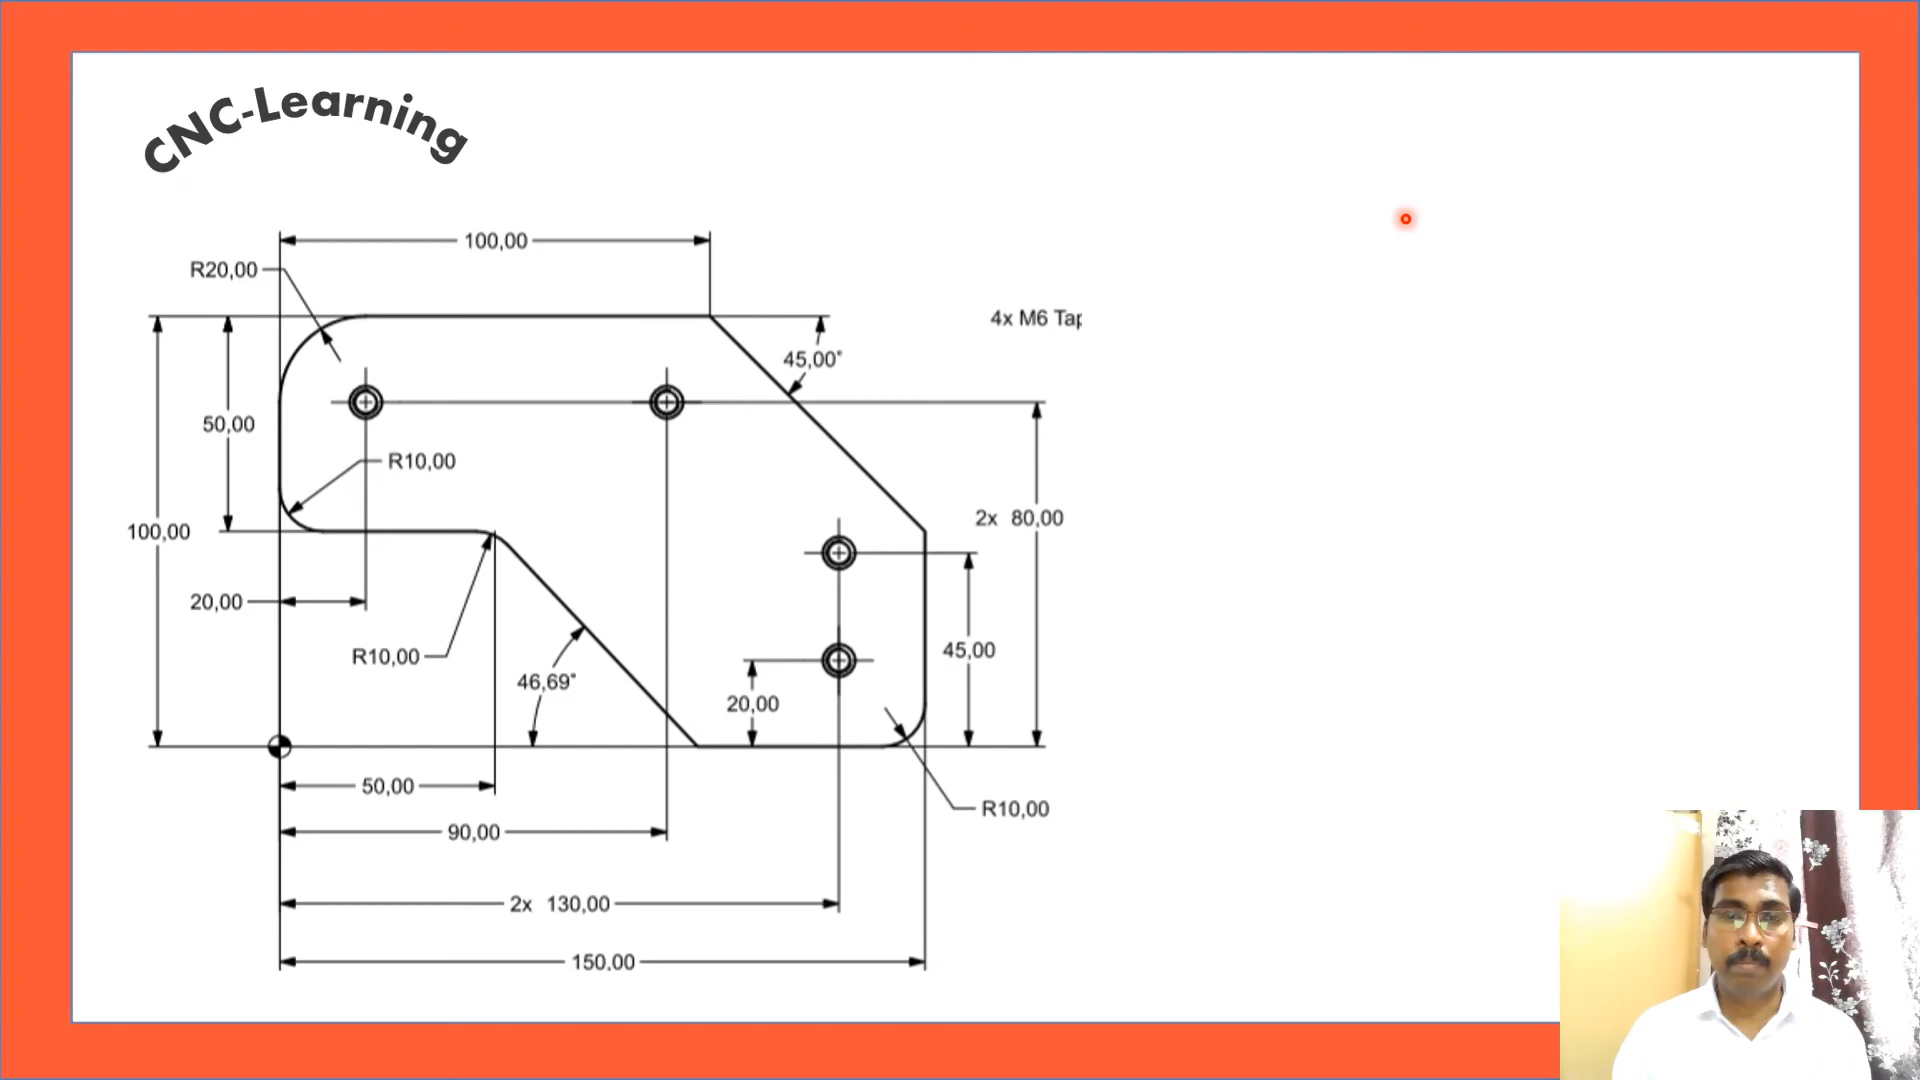 CNC-Learning
100,00
R20,00
4x M6 Tap
45,00°
50,00
R10,00
2x 80,00
100,00
20,00
45,00
R10,00
46,69°
20,00
50,00
R10,00
90,00
2x 130,00
150,00